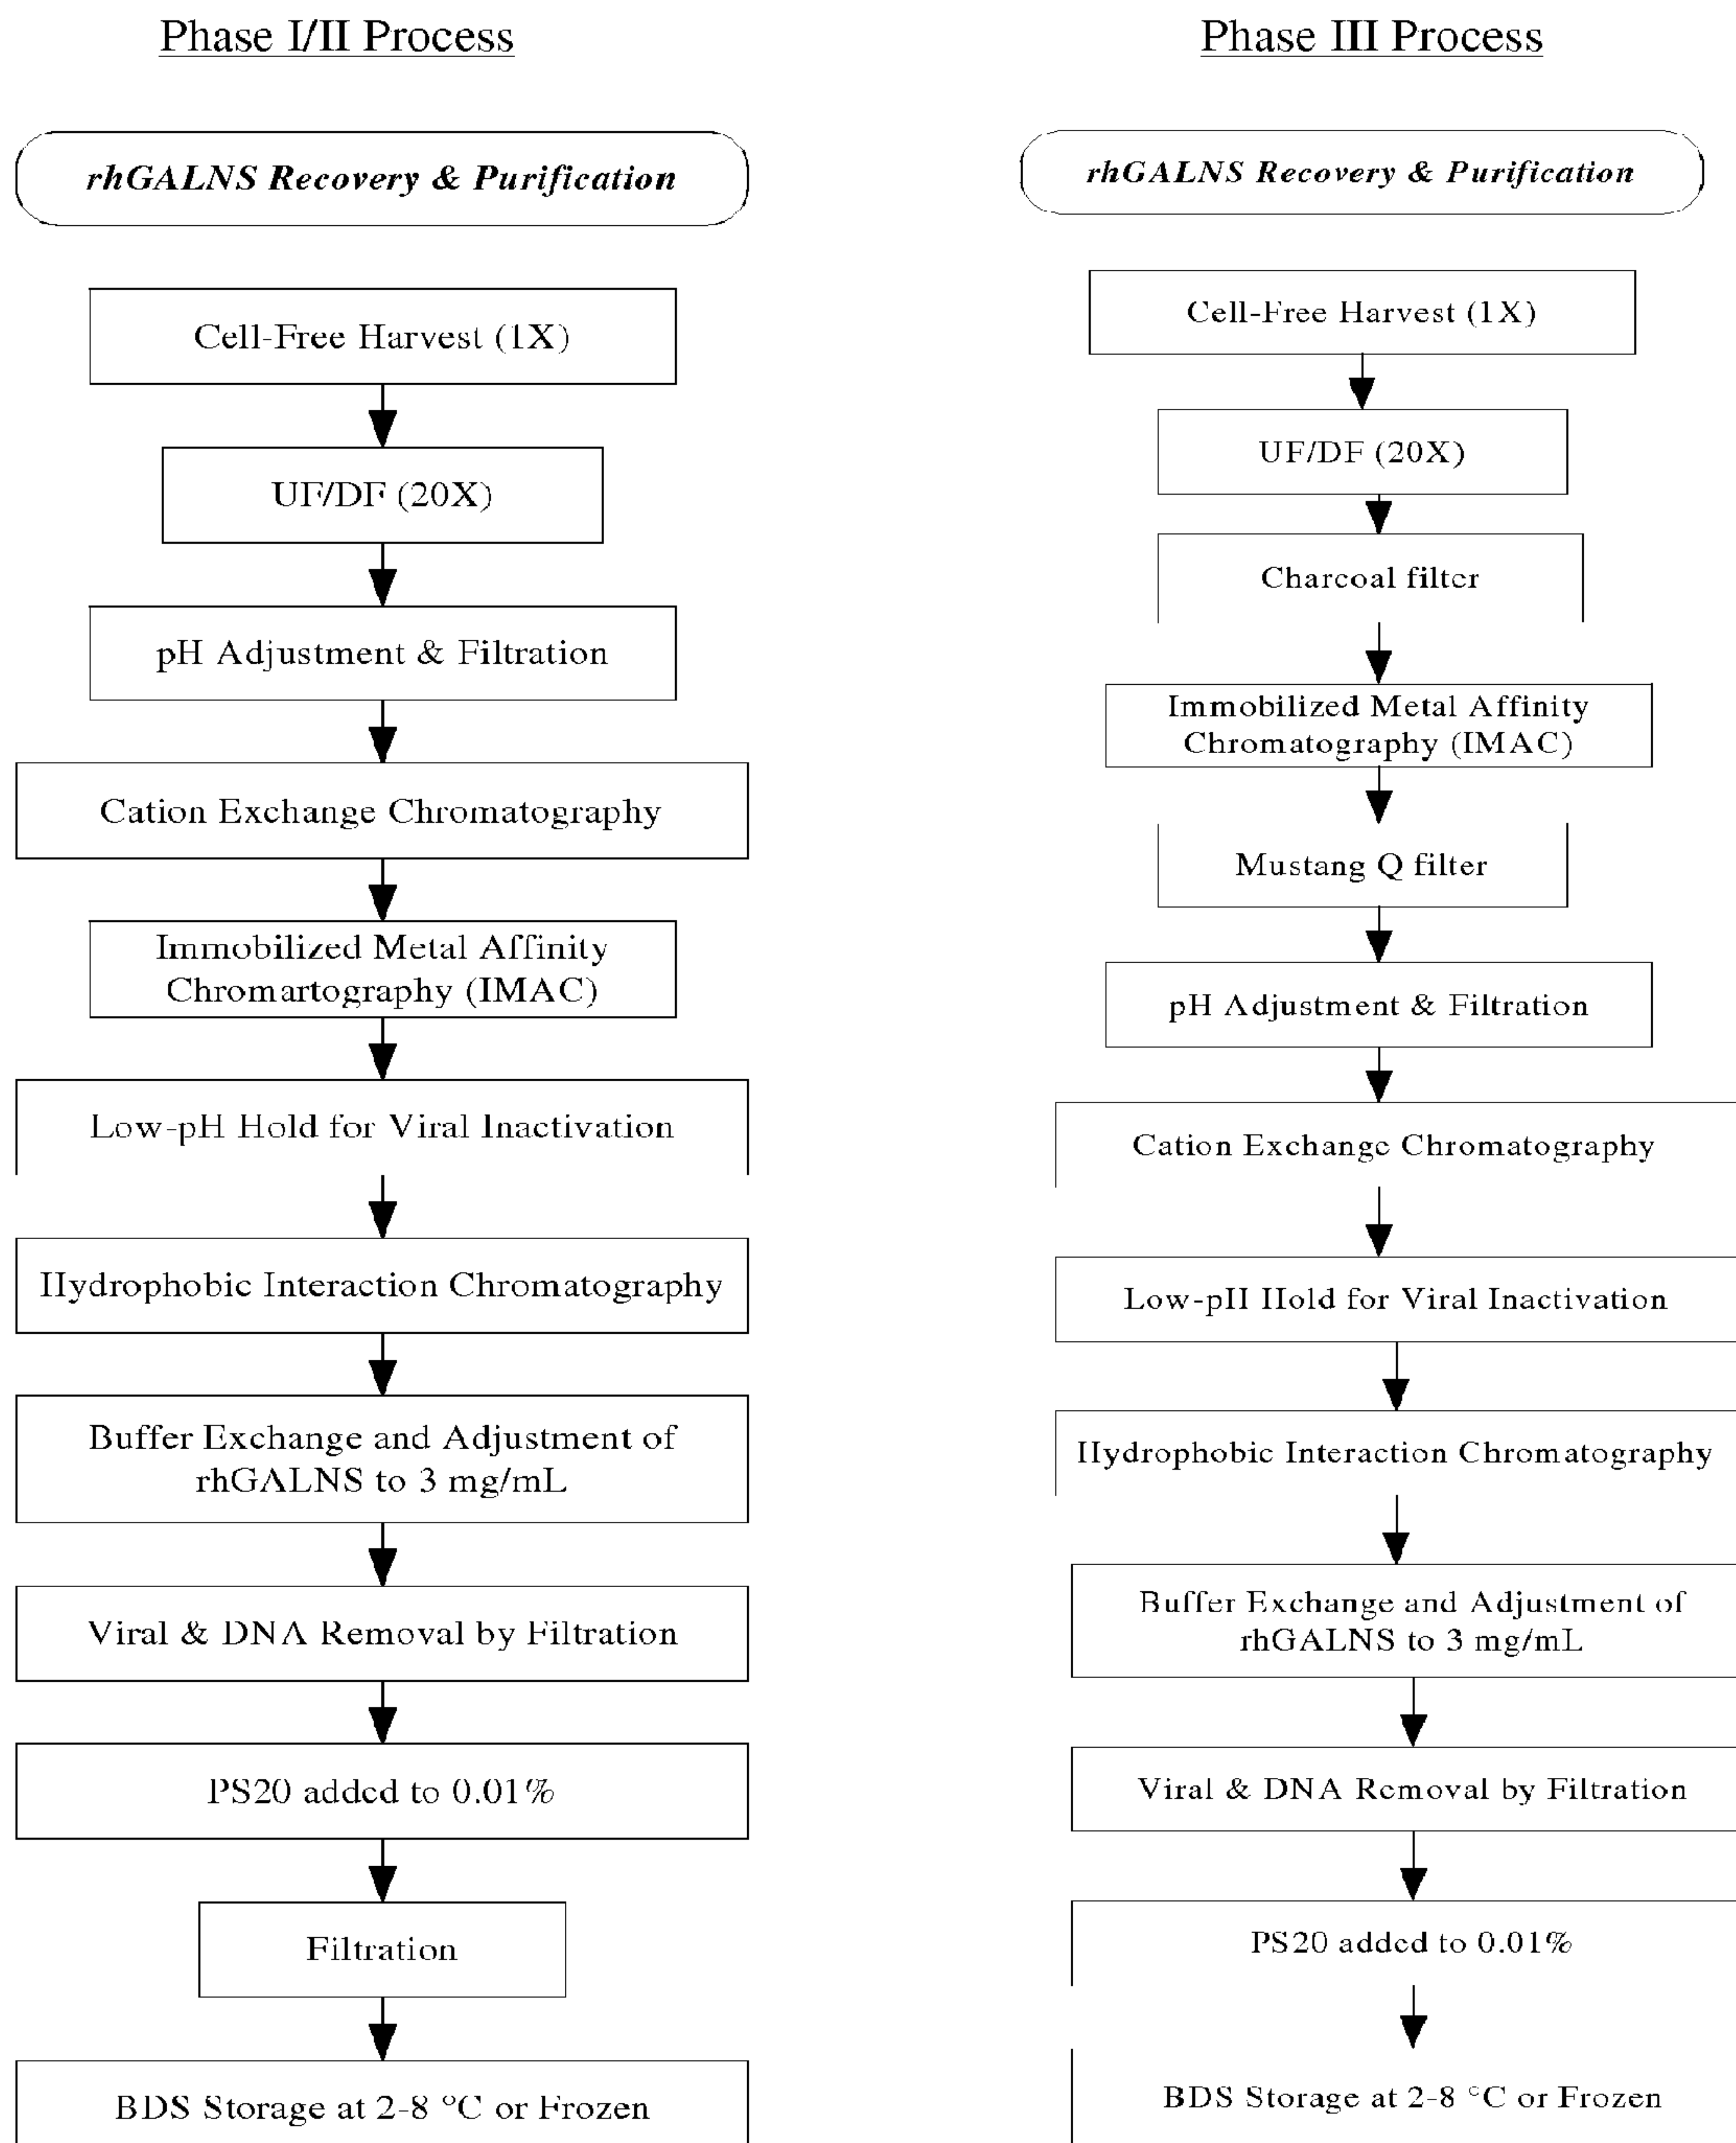 Phase I/II Process
rhGALNS Recovery & Purification
Cell-Free Harvest (1X)
UF/DF (20X)
pH Adjustment & Filtration
Cation Exchange Chromatography
Immobilized Metal Affinity
Chromartography (IMAC)
Low-pH Hold for Viral Inactivation
Hydrophobic Interaction Chromatography
Buffer Exchange and Adjustment of
rhGALNS to 3 mg/mL
Viral & DNA Removal by Filtration
PS20 added to 0.01%
Filtration
BDS Storage at 2-8 °C or Frozen
Phase III Process
rhGALNS Recovery & Purification
Cell-Free Harvest (1X)
UF/DF (20X)
Charcoal filter
Immobilized Metal Affinity
Chromatography (IMAC)
Mustang Q filter
pH Adjustment & Filtration
Cation Exchange Chromatography
Low-pH Hold for Viral Inactivation
Hydrophobic Interaction Chromatography
Buffer Exchange and Adjustment of
rhGALNS to 3 mg/mL
Viral & DNA Removal by Filtration
PS20 added to 0.01%
BDS Storage at 2-8 °C or Frozen